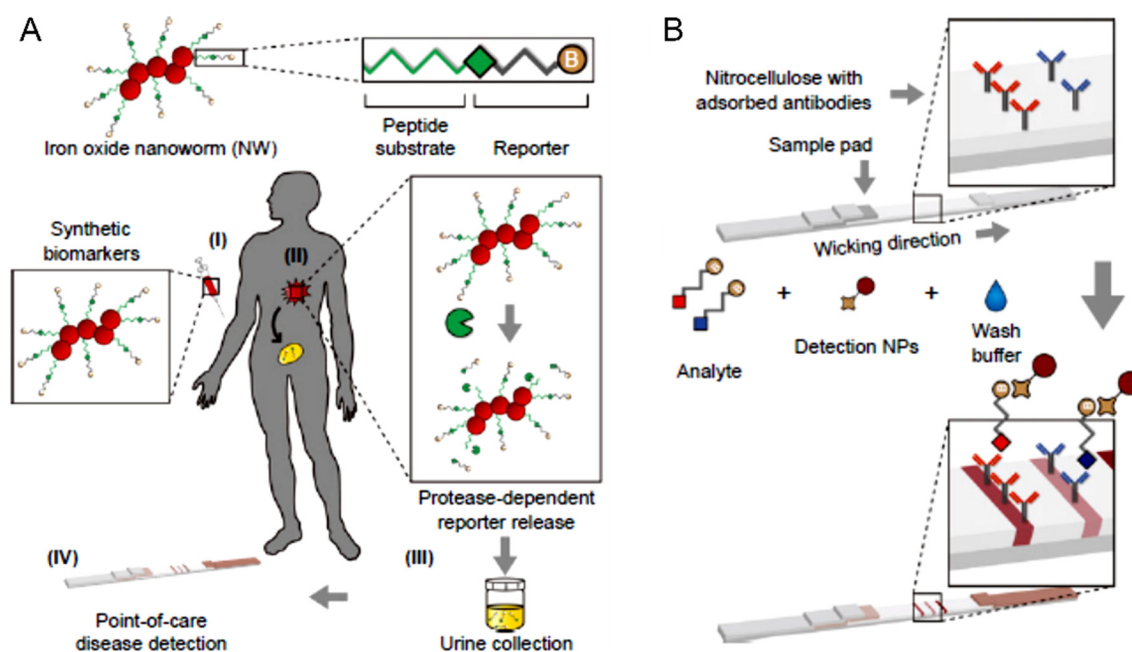 A
B
Iron oxide nanoworm (NW)
Peptide
substrate
Reporter
B
Synthetic
biomarkers
(I)
(II)
Protease-dependent
reporter release
(III)
Urine collection
(IV)
Point-of-care
disease detection
B
Nitrocellulose with
adsorbed antibodies
Sample pad
Wicking direction
B
B
+
+
Analyte
Detection NPs
Wash
buffer
B
B